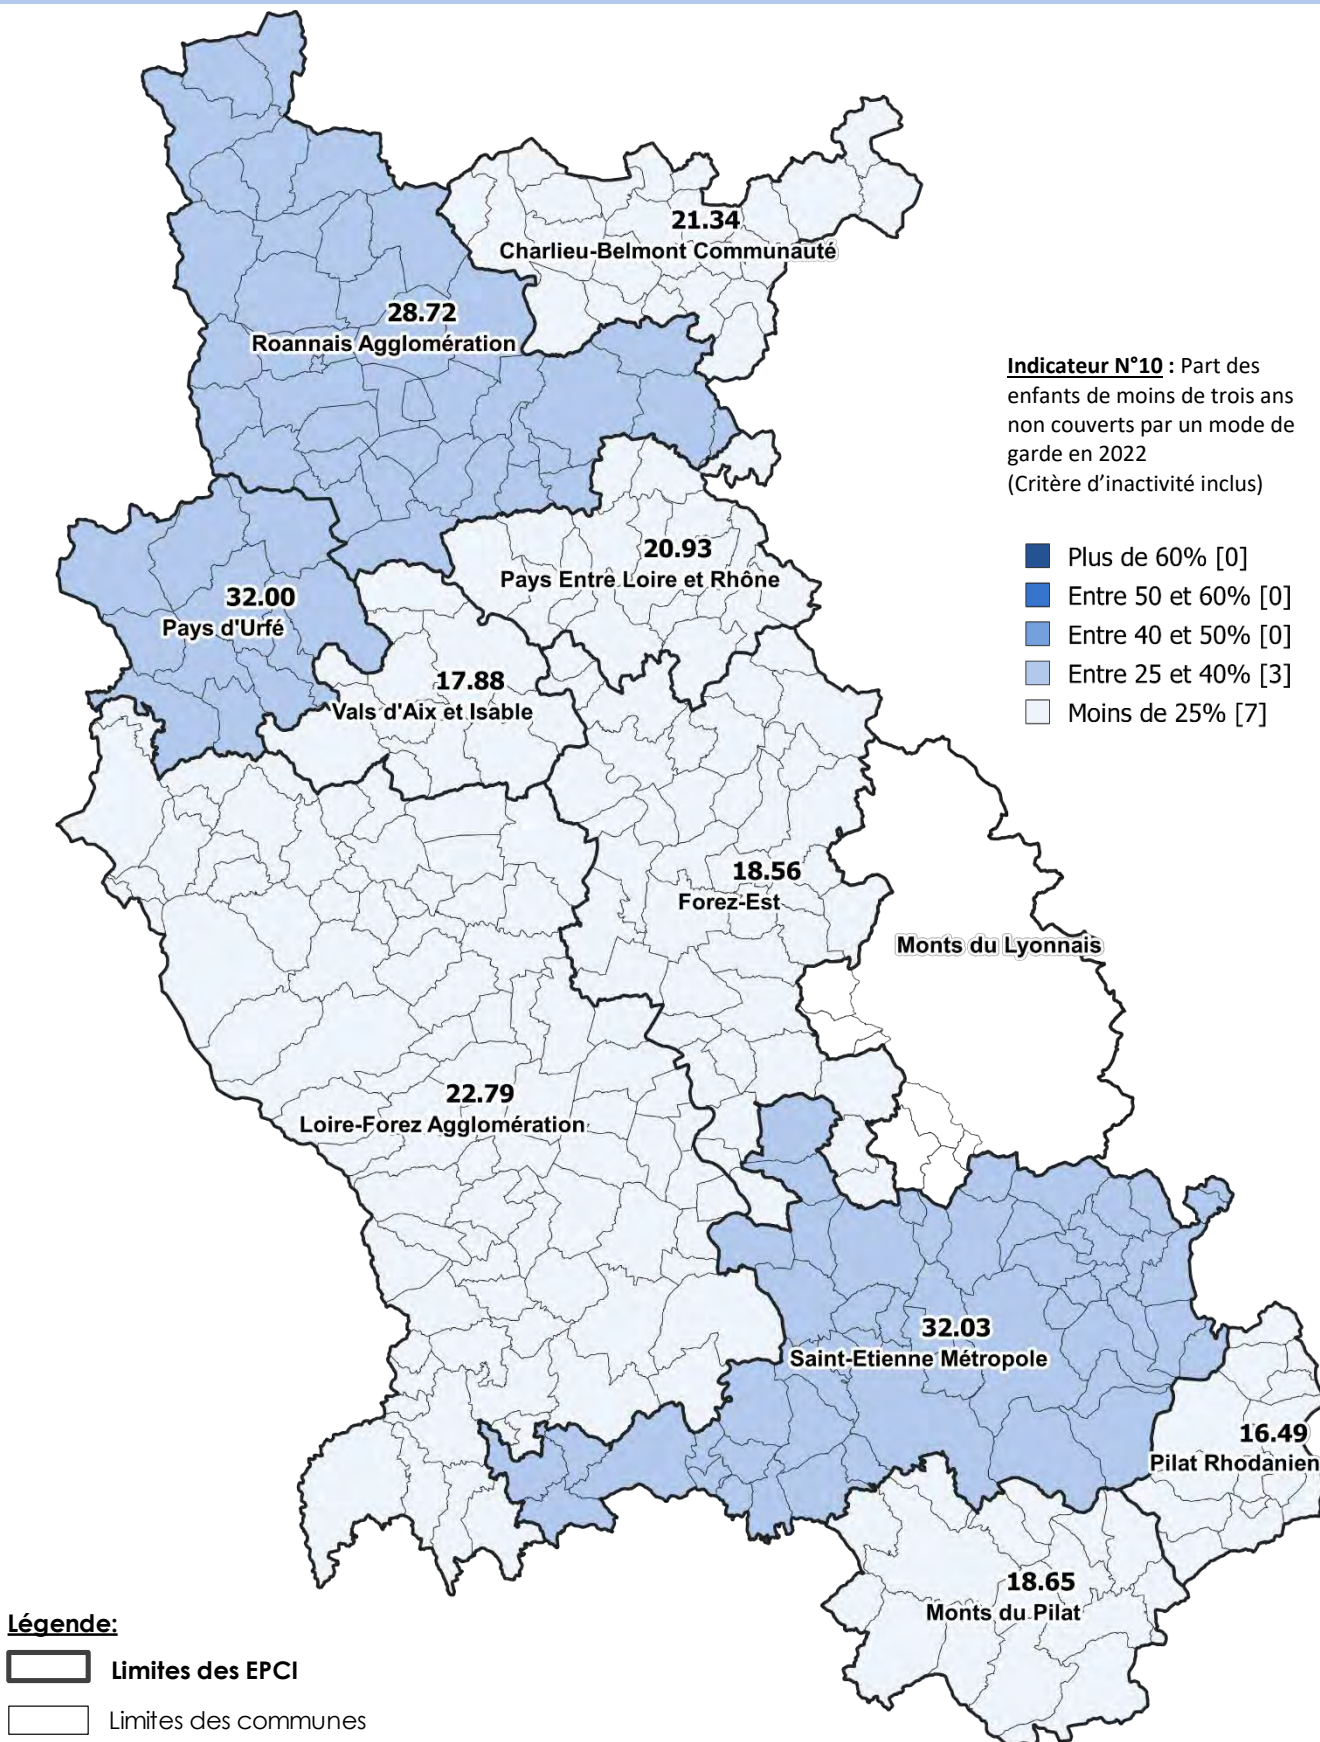 21.34
Charlieu-Belmont Communauté
28.72
Roannais Agglomération
Indicateur N°10 : Part des
enfants de moins de trois ans
non couverts par un mode de
garde en 2022
(Critère d'inactivité inclus)
Plus de 60% [0]
Entre 50 et 60% [0]
Entre 40 et 50% [0]
Entre 25 et 40% [3]
Moins de 25% [7]
20.93
Pays Entre Loire et Rhône
32.00
Pays d'Urfé
17.88
Vals d'Aix et Isable
18.56
Forez-Est
Monts du Lyonnais
22.79
Loire-Forez Agglomération
32.03
Saint-Etienne Métropole
16.49
Pilat Rhodanien
18.65
Monts du Pilat
Légende:
Limites des EPCI
Limites des communes